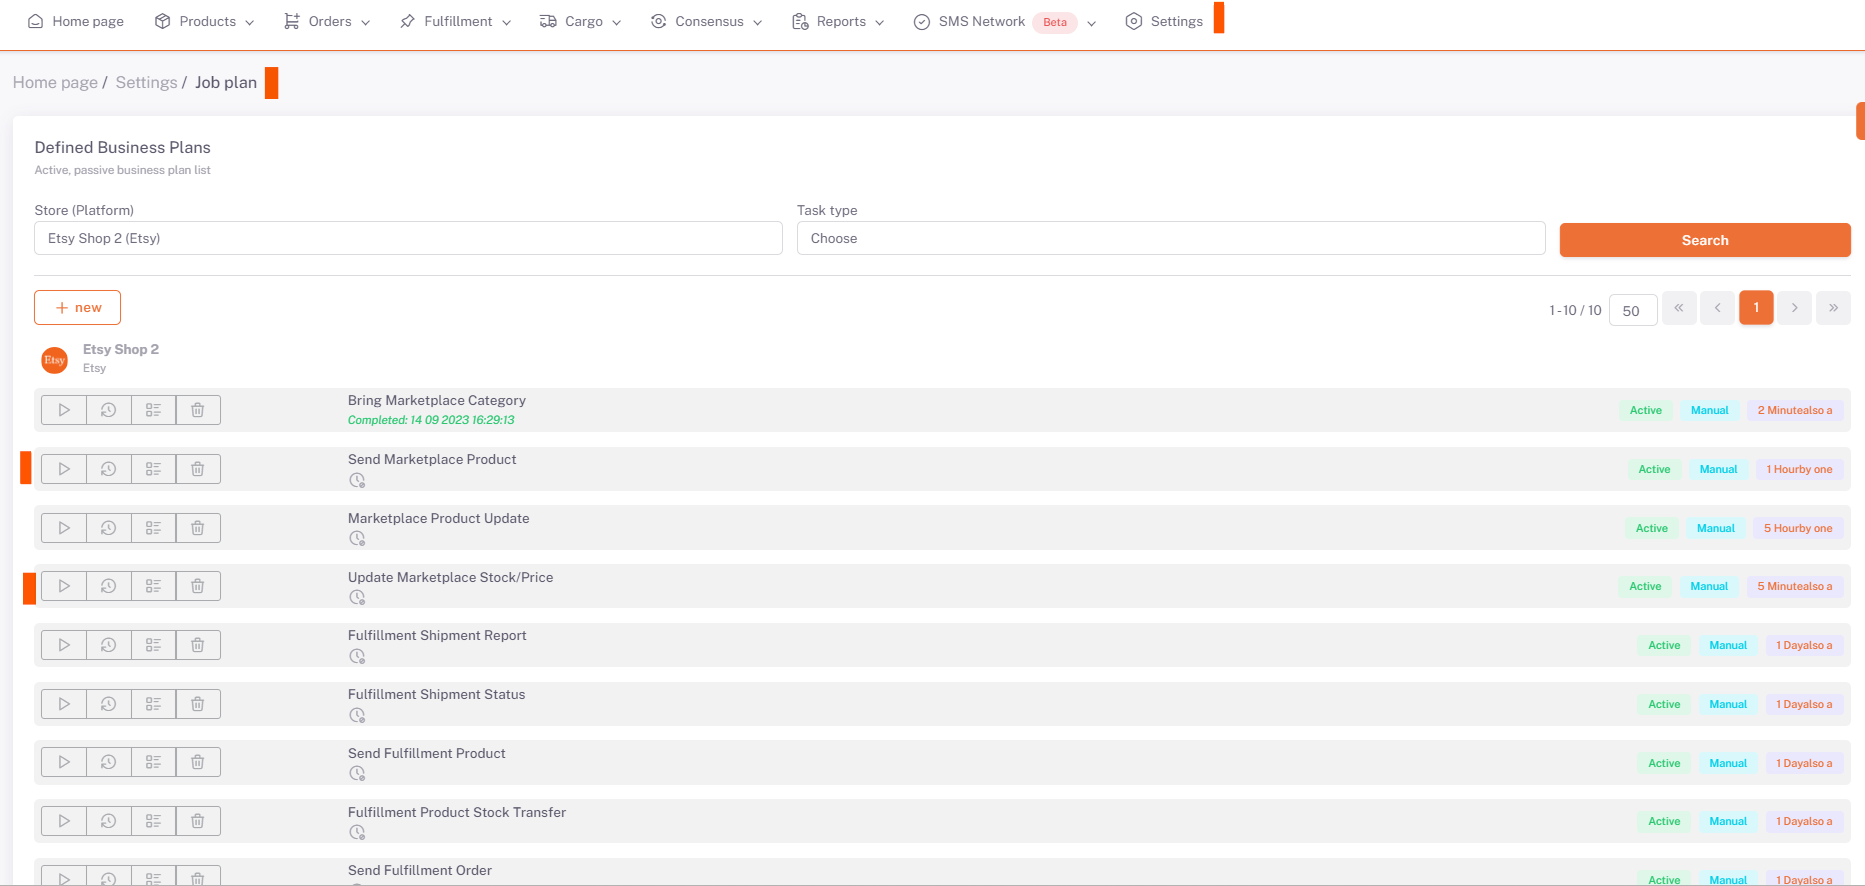 Home page Products Orders Fulfillment Cargo Consensus Reports SMS Network Beta Settings
Home page / Settings / Job plan
Defined Business Plans
Active, passive business plan list
Store (Platform) Task type
Etsy Shop 2 (Etsy) Choose Search
+ new 1 - 10 / 10 50 « ‹ 1 › »
Etsy Etsy Shop 2
Etsy
Bring Marketplace Category
Completed: 14 09 2023 16:29:13
Active Manual 2 Minutealso a
Send Marketplace Product
Active Manual 1 Hourby one
Marketplace Product Update
Active Manual 5 Hourby one
Update Marketplace Stock/Price
Active Manual 5 Minutealso a
Fulfillment Shipment Report
Active Manual 1 Dayalso a
Fulfillment Shipment Status
Active Manual 1 Dayalso a
Send Fulfillment Product
Active Manual 1 Dayalso a
Fulfillment Product Stock Transfer
Active Manual 1 Dayalso a
Send Fulfillment Order
Active Manual 1 Dayalso a